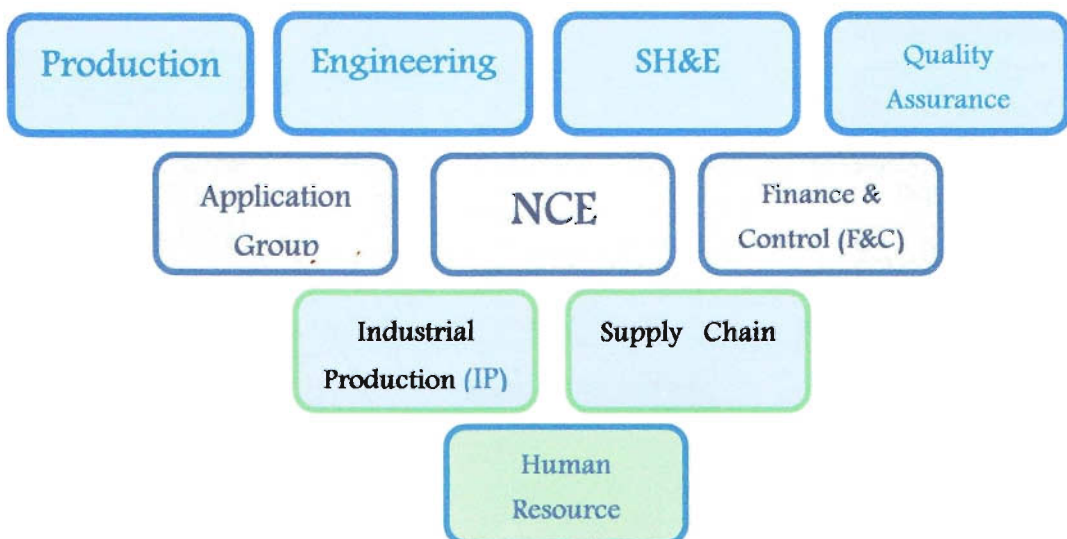 Production
Engineering
SH&E
Quality
Assurance
Application
Group
NCE
Finance &
Control (F&C)
Industrial
Production (IP)
Supply Chain
Human
Resource